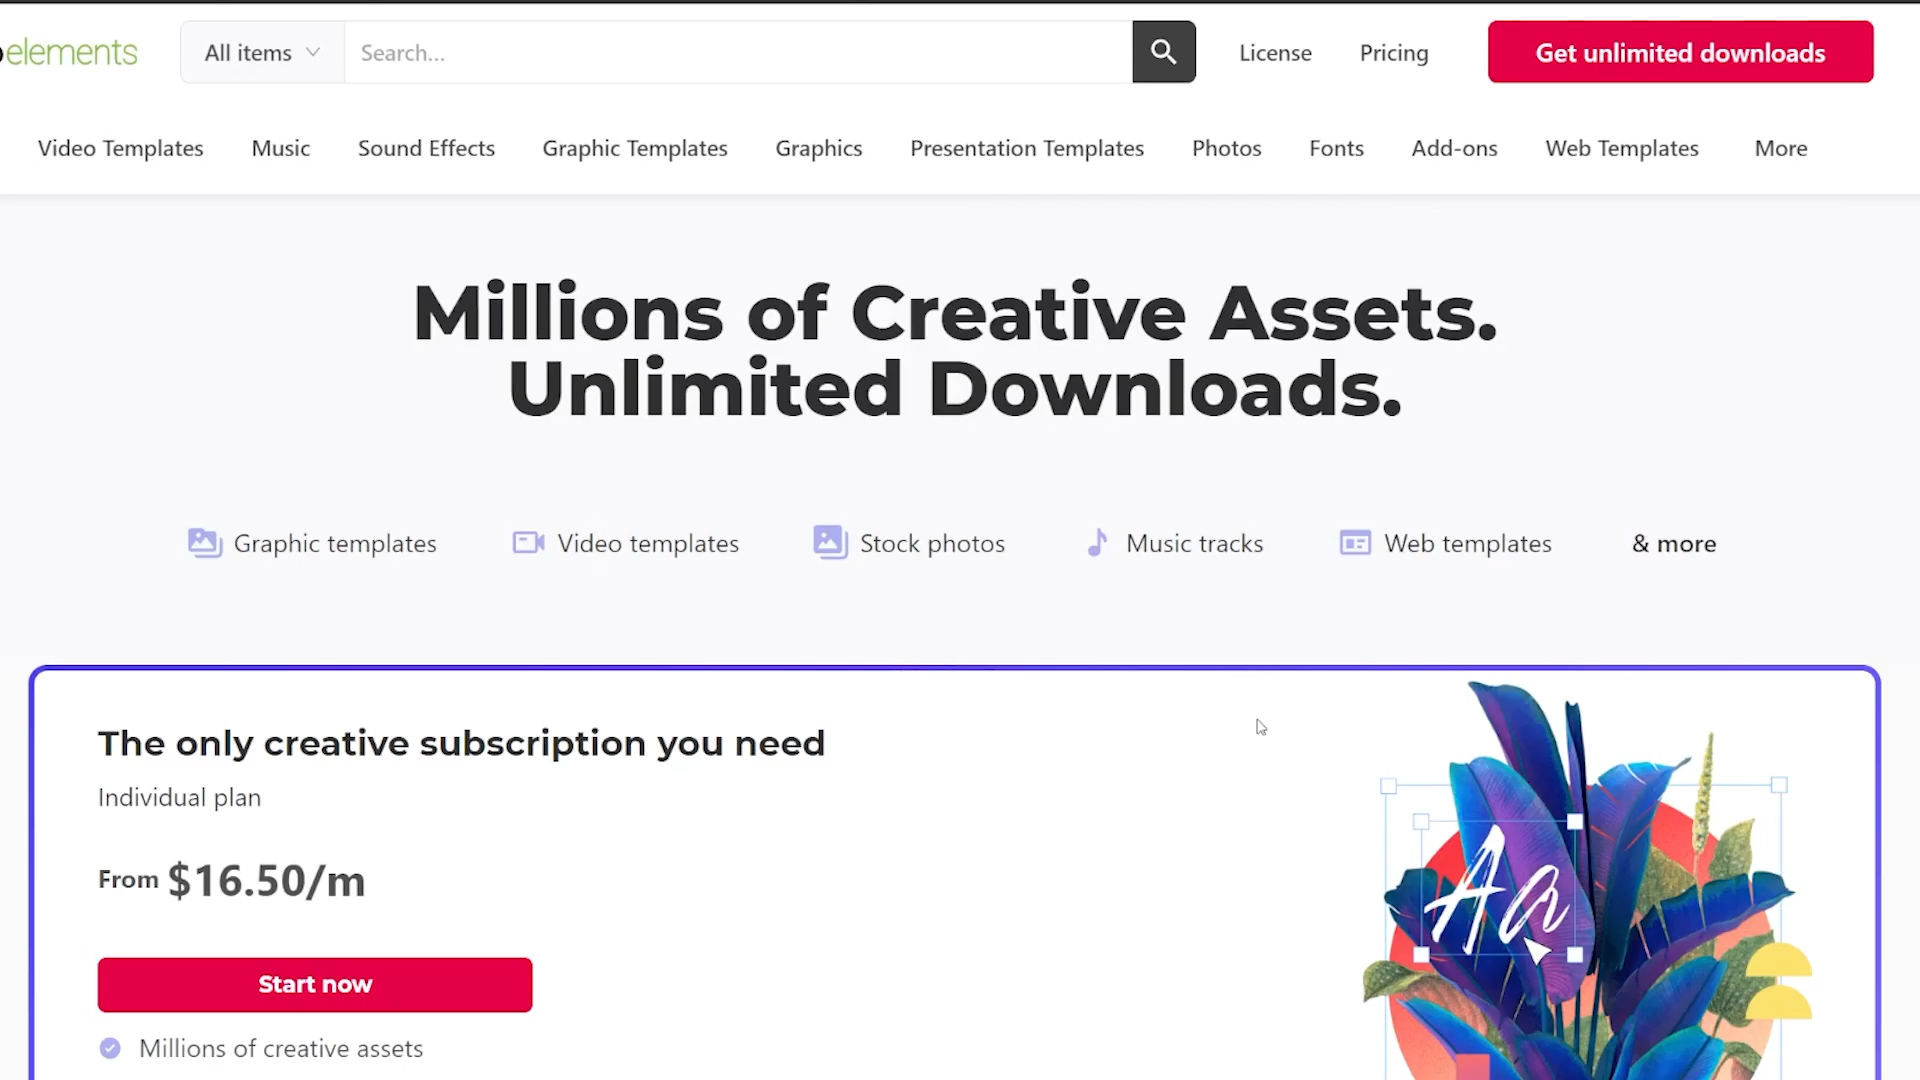 elements
All items
Search...
License
Pricing
Get unlimited downloads
Video Templates
Music
Sound Effects
Graphic Templates
Graphics
Presentation Templates
Photos
Fonts
Add-ons
Web Templates
More
Millions of Creative Assets.
Unlimited Downloads.
Graphic templates
Video templates
Stock photos
Music tracks
Web templates
& more
The only creative subscription you need
Individual plan
From $16.50/m
Start now
Millions of creative assets
Aa